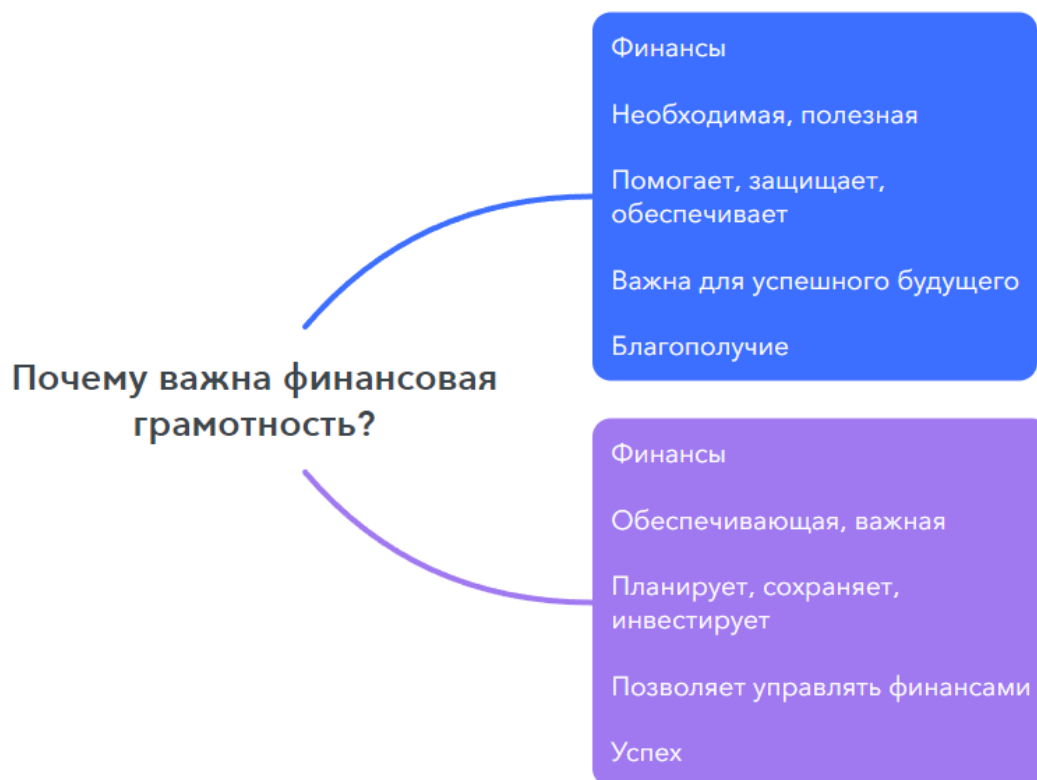 Почему важна финансовая
грамотность?
Финансы
Необходимая, полезная
Помогает, защищает,
обеспечивает
Важна для успешного будущего
Благополучие
Финансы
Обеспечивающая, важная
Планирует, сохраняет,
инвестирует
Позволяет управлять финансами
Успех